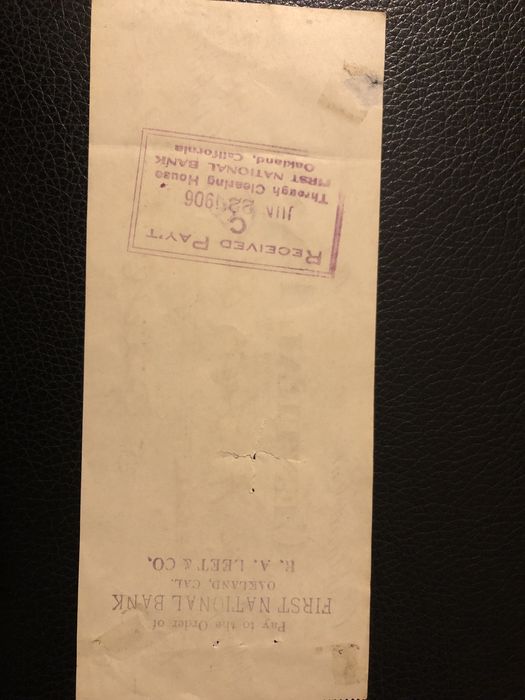 Pay to the Order of
FIRST NATIONAL BANK
OAKLAND, CAL.
R. A. LEET & CO.
RECEIVED PAY'T
C
JUN 22 1906
Through Clearing House
FIRST NATIONAL BANK
Oakland, California